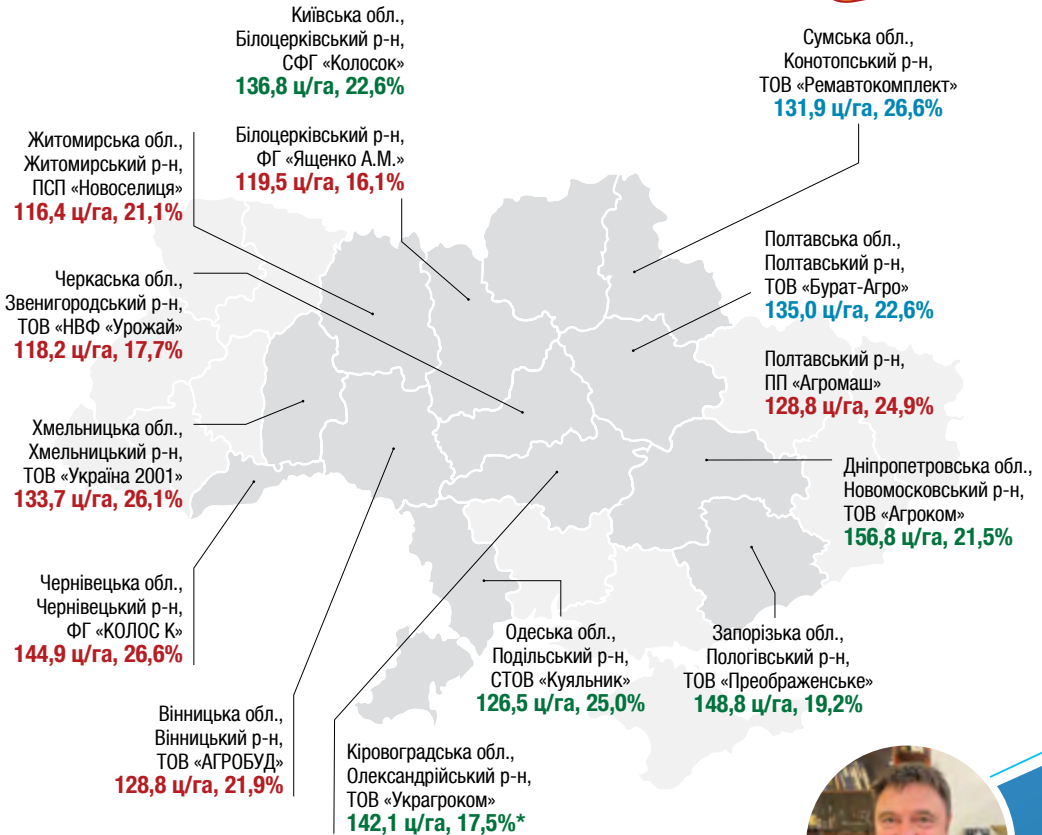 Київська обл.,
Білоцерківський р-н,
СФГ «Колосок»
136,8 ц/га, 22,6%
Сумська обл.,
Конотопський р-н,
ТОВ «Ремавтокомплект»
131,9 ц/га, 26,6%
Житомирська обл.,
Житомирський р-н,
ПСП «Новоселиця»
116,4 ц/га, 21,1%
Білоцерківський р-н,
ФГ «Ященко А.М.»
119,5 ц/га, 16,1%
Черкаська обл.,
Звенигородський р-н,
ТОВ «НВФ «Урожай»
118,2 ц/га, 17,7%
Полтавська обл.,
Полтавський р-н,
ТОВ «Бурат-Агро»
135,0 ц/га, 22,6%
Полтавський р-н,
ПП «Агромаш»
128,8 ц/га, 24,9%
Хмельницька обл.,
Хмельницький р-н,
ТОВ «Україна 2001»
133,7 ц/га, 26,1%
Дніпропетровська обл.,
Новомосковський р-н,
ТОВ «Агроком»
156,8 ц/га, 21,5%
Чернівецька обл.,
Чернівецький р-н,
ФГ «КОЛОС К»
144,9 ц/га, 26,6%
Одеська обл.,
Подільський р-н,
СТОВ «Куяльник»
126,5 ц/га, 25,0%
Запорізька обл.,
Пологівський р-н,
ТОВ «Преображенське»
148,8 ц/га, 19,2%
Вінницька обл.,
Вінницький р-н,
ТОВ «АГРОБУД»
128,8 ц/га, 21,9%
Кіровоградська обл.,
Олександрійський р-н,
ТОВ «Украгроком»
142,1 ц/га, 17,5%*